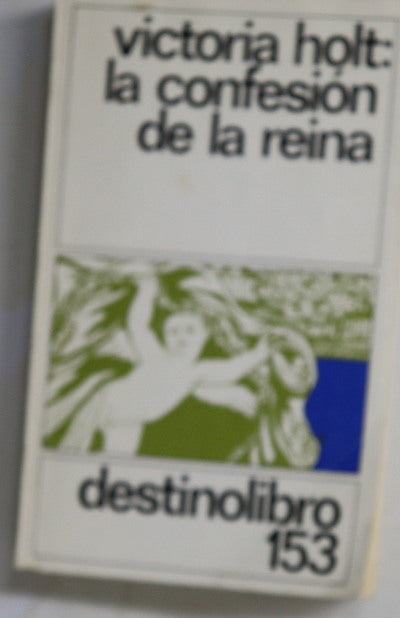 victoria holt:
la confesión
de la reina
destinolibro
153